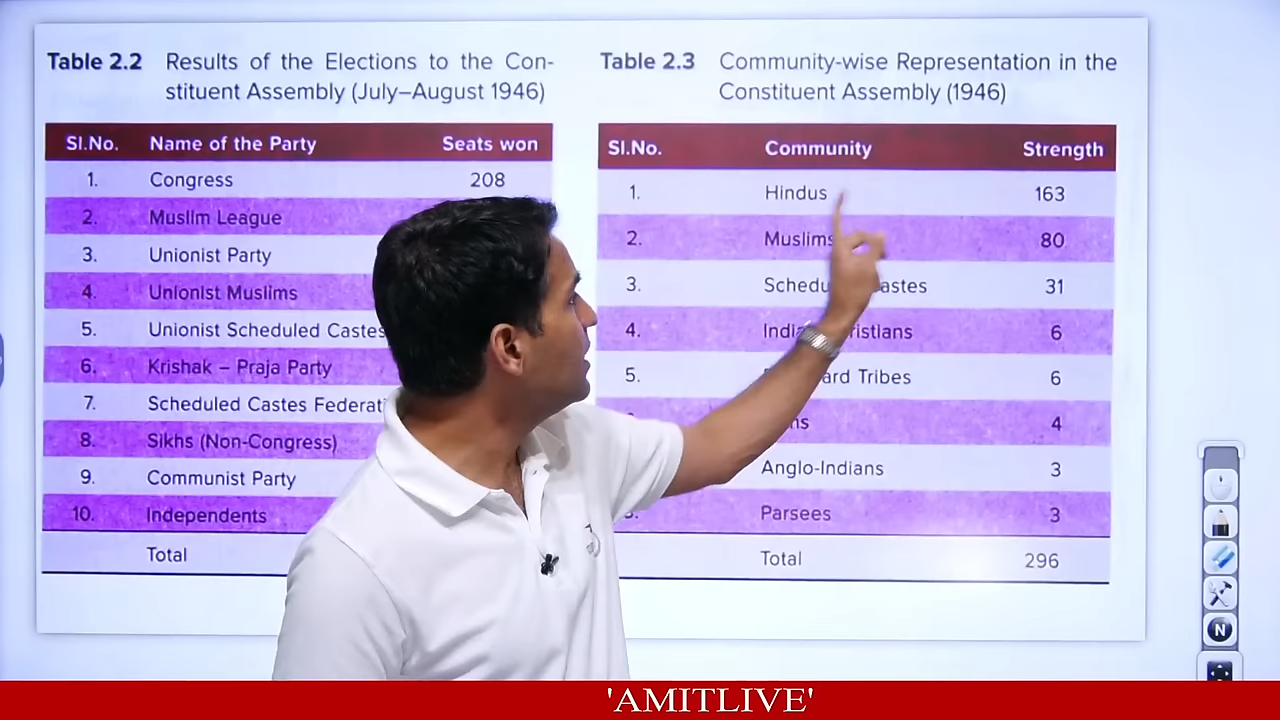 Table 2.2 Results of the Elections to the Con-
stituent Assembly (July–August 1946)
Sl.No. Name of the Party Seats won
1. Congress 208
2. Muslim League
3. Unionist Party
4. Unionist Muslims
5. Unionist Scheduled Castes
6. Krishak – Praja Party
7. Scheduled Castes Federati
8. Sikhs (Non-Congress)
9. Communist Party
10. Independents
Total
Table 2.3 Community-wise Representation in the
Constituent Assembly (1946)
Sl.No. Community Strength
1. Hindus 163
2. Muslims 80
3. Schedu astes 31
4. India ristians 6
5. ard Tribes 6
4
Anglo-Indians 3
Parsees 3
Total 296
N
'AMITLIVE'